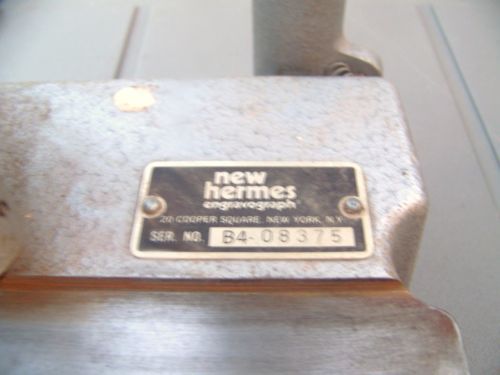 new
hermes
engravograph
20 COOPER SQUARE, NEW YORK, N.Y.
SER. NO. B4-08375